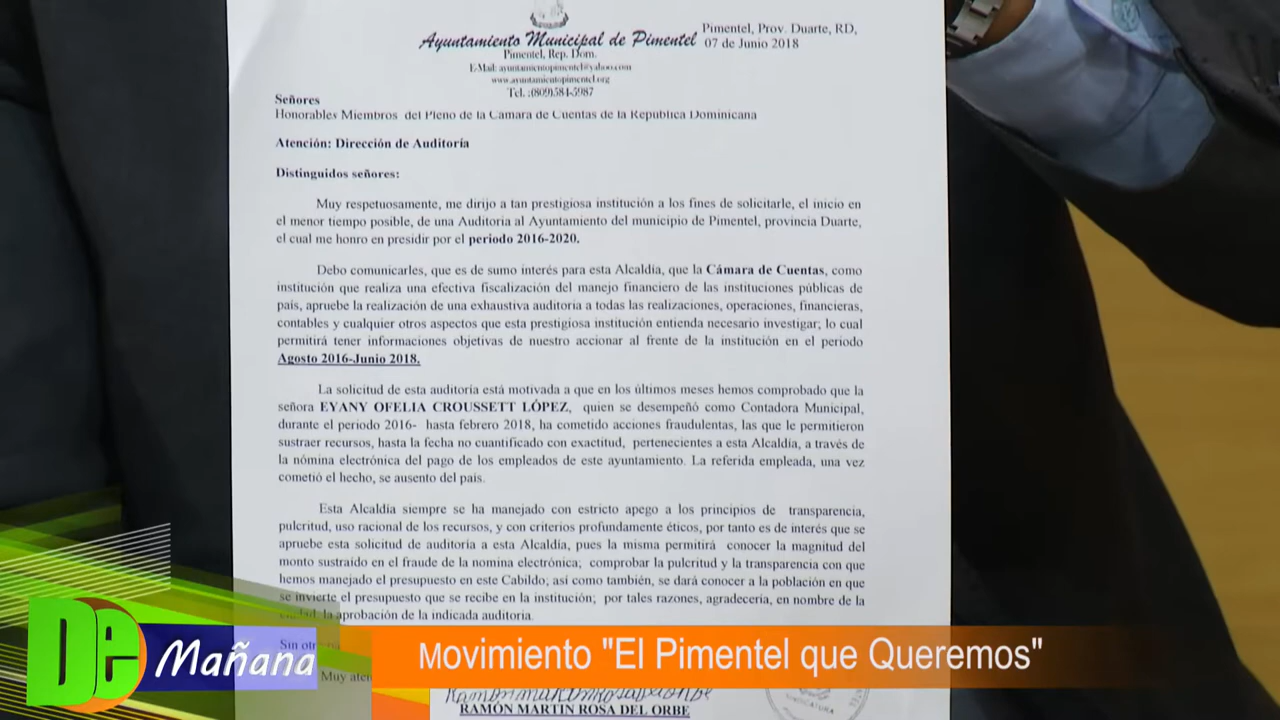 Ayuntamiento Municipal de Pimentel
Pimentel, Prov. Duarte, RD,
07 de Junio 2018
Pimentel, Rep. Dom.
E-Mail: ayuntamientopimentel@yahoo.com
www.ayuntamientopimentel.org
Tel. :(809)584-5987
Señores
Honorables Miembros del Pleno de la Cámara de Cuentas de la República Dominicana
Atención: Dirección de Auditoría
Distinguidos señores:
Muy respetuosamente, me dirijo a tan prestigiosa institución a los fines de solicitarle, el inicio en
el menor tiempo posible, de una Auditoria al Ayuntamiento del municipio de Pimentel, provincia Duarte,
el cual me honro en presidir por el periodo 2016-2020.
Debo comunicarles, que es de sumo interés para esta Alcaldía, que la Cámara de Cuentas, como
institución que realiza una efectiva fiscalización del manejo financiero de las instituciones públicas de
país, apruebe la realización de una exhaustiva auditoria a todas las realizaciones, operaciones, financieras,
contables y cualquier otros aspectos que esta prestigiosa institución entienda necesario investigar; lo cual
permitirá tener informaciones objetivas de nuestro accionar al frente de la institución en el periodo
Agosto 2016-Junio 2018.
La solicitud de esta auditoría está motivada a que en los últimos meses hemos comprobado que la
señora EYANY OFELIA CROUSSETT LÓPEZ, quien se desempeñó como Contadora Municipal,
durante el periodo 2016- hasta febrero 2018, ha cometido acciones fraudulentas, las que le permitieron
sustraer recursos, hasta la fecha no cuantificado con exactitud, pertenecientes a esta Alcaldía, a través de
la nómina electrónica del pago de los empleados de este ayuntamiento. La referida empleada, una vez
cometió el hecho, se ausento del país.
Esta Alcaldía siempre se ha manejado con estricto apego a los principios de transparencia,
pulcritud, uso racional de los recursos, y con criterios profundamente éticos, por tanto es de interés que se
apruebe esta solicitud de auditoría a esta Alcaldía, pues la misma permitirá conocer la magnitud del
monto sustraído en el fraude de la nomina electrónica; comprobar la pulcritud y la transparencia con que
hemos manejado el presupuesto en este Cabildo; así como también, se dará conocer a la población en que
se invierte el presupuesto que se recibe en la institución; por tales razones, agradecería, en nombre de la
la aprobación de la indicada auditoria.
Sin
Muy
RAMÓN MARTIN ROSA DEL ORBE
SINDICATURA
De Mañana
Movimiento "El Pimentel que Queremos"